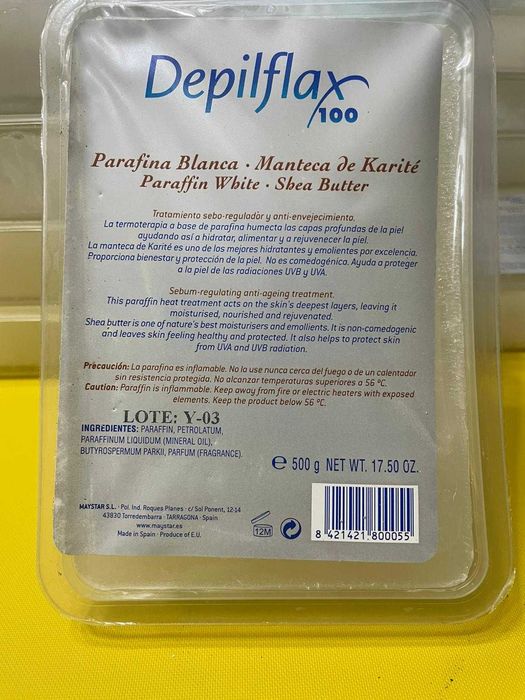 Depilflax
100
Parafina Blanca · Manteca de Karité
Paraffin White · Shea Butter
Tratamiento sebo-regulador y anti-envejecimiento.
La termoterapia a base de parafina humecta las capas profundas de la piel
ayudando así a hidratar, alimentar y a rejuvenecer la piel.
La manteca de Karité es uno de los mejores hidratantes y emolientes por excelencia.
Proporciona bienestar y protección de la piel. No es comedogénica. Ayuda a proteger
a la piel de las radiaciones UVB y UVA.
Sebum-regulating anti-ageing treatment.
This paraffin heat treatment acts on the skin's deepest layers, leaving it
moisturised, nourished and rejuvenated.
Shea butter is one of nature's best moisturisers and emollients. It is non-comedogenic
and leaves skin feeling healthy and protected. It also helps to protect skin
from UVA and UVB radiation.
Precaución: La parafina es inflamable. No la use nunca cerca del fuego o de un calentador
sin resistencia protegida. No alcanzar temperaturas superiores a 56 ºC.
Caution: Paraffin is inflammable. Keep away from fire or electric heaters with exposed
elements. Keep the product below 56 ºC.
LOTE: Y-03
INGREDIENTES: PARAFFIN, PETROLATUM,
PARAFFINUM LIQUIDUM (MINERAL OIL),
BUTYROSPERMUM PARKII, PARFUM (FRAGRANCE).
e 500 g NET WT. 17.50 OZ.
MAYSTAR S.L. · Pol. Ind. Roques Planes · c/ Sol Ponent, 12-14
43830 Torredembarra · TARRAGONA · Spain
www.maystar.es
Made in Spain · Produce of E.U.
12M
8 421421 800055